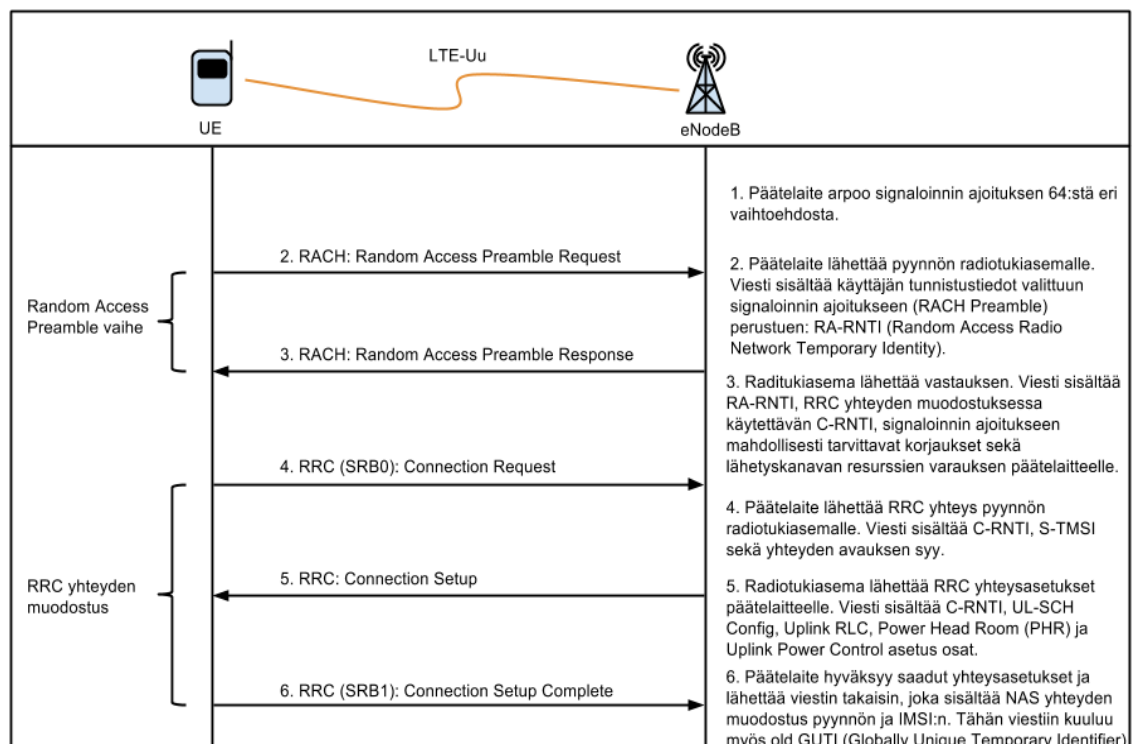 LTE-Uu
UE
eNodeB
1. Päätelaite arpoo signaloinnin ajoituksen 64:stä eri
vaihtoehdosta.
2. RACH: Random Access Preamble Request
2. Päätelaite lähettää pyynnön radiotukiasemalle.
Viesti sisältää käyttäjän tunnistustiedot valittuun
signaloinnin ajoitukseen (RACH Preamble)
perustuen: RA-RNTI (Random Access Radio
Network Temporary Identity).
Random Access
Preamble vaihe
3. RACH: Random Access Preamble Response
3. Raditukiasema lähettää vastauksen. Viesti sisältää
RA-RNTI, RRC yhteyden muodostuksessa
käytettävän C-RNTI, signaloinnin ajoitukseen
mahdollisesti tarvittavat korjaukset sekä
lähetyskanavan resurssien varauksen päätelaitteelle.
4. RRC (SRB0): Connection Request
4. Päätelaite lähettää RRC yhteys pyynnön
radiotukiasemalle. Viesti sisältää C-RNTI, S-TMSI
sekä yhteyden avauksen syy.
RRC yhteyden
muodostus
5. RRC: Connection Setup
5. Radiotukiasema lähettää RRC yhteysasetukset
päätelaitteelle. Viesti sisältää C-RNTI, UL-SCH
Config, Uplink RLC, Power Head Room (PHR) ja
Uplink Power Control asetus osat.
6. RRC (SRB1): Connection Setup Complete
6. Päätelaite hyväksyy saadut yhteysasetukset ja
lähettää viestin takaisin, joka sisältää NAS yhteyden
muodostus pyynnön ja IMSI:n. Tähän viestiin kuuluu
myös old GUTI (Globally Unique Temporary Identifier)